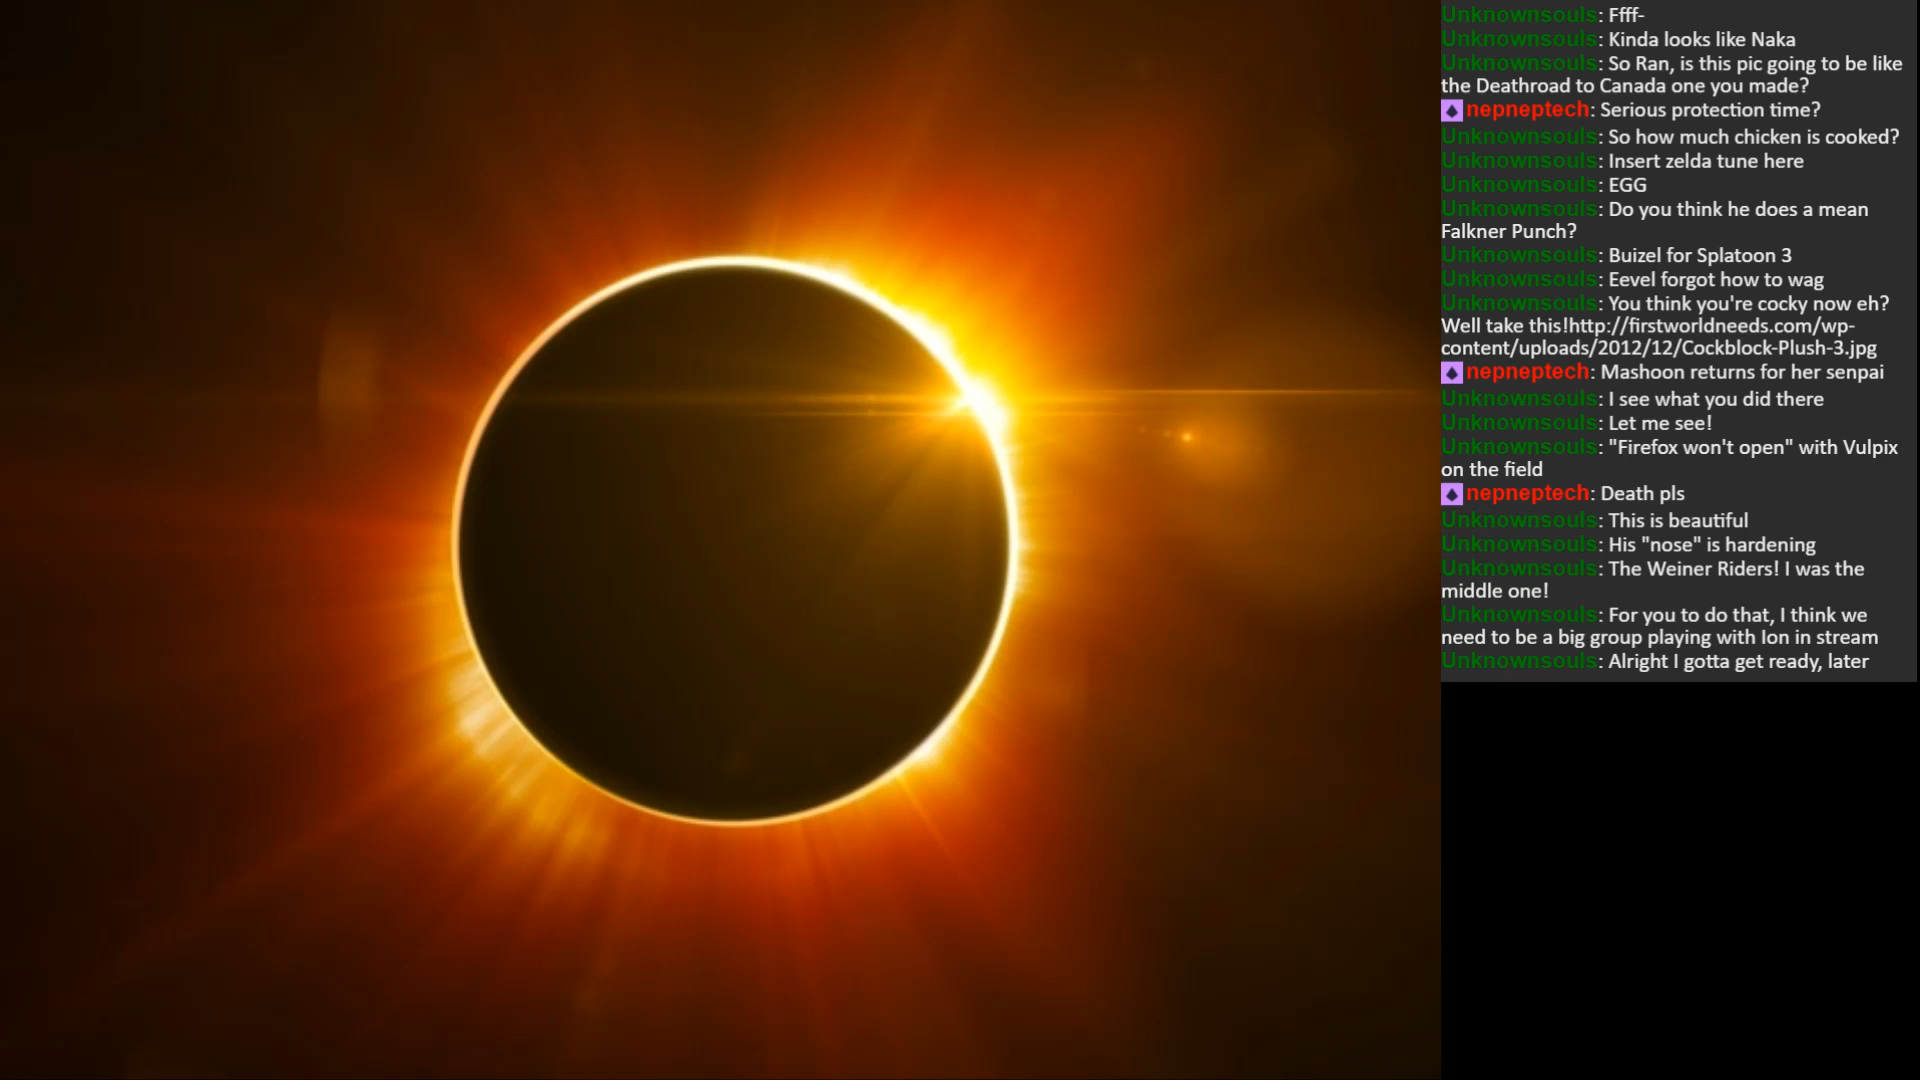 Unknownsouls: Ffff-
Unknownsouls: Kinda looks like Naka
Unknownsouls: So Ran, is this pic going to be like
the Deathroad to Canada one you made?
nepneptech: Serious protection time?
Unknownsouls: So how much chicken is cooked?
Unknownsouls: Insert zelda tune here
Unknownsouls: EGG
Unknownsouls: Do you think he does a mean
Falkner Punch?
Unknownsouls: Buizel for Splatoon 3
Unknownsouls: Eevel forgot how to wag
Unknownsouls: You think you're cocky now eh?
Well take this!http://firstworldneeds.com/wp-
content/uploads/2012/12/Cockblock-Plush-3.jpg
nepneptech: Mashoon returns for her senpai
Unknownsouls: I see what you did there
Unknownsouls: Let me see!
Unknownsouls: "Firefox won't open" with Vulpix
on the field
nepneptech: Death pls
Unknownsouls: This is beautiful
Unknownsouls: His "nose" is hardening
Unknownsouls: The Weiner Riders! I was the
middle one!
Unknownsouls: For you to do that, I think we
need to be a big group playing with Ion in stream
Unknownsouls: Alright I gotta get ready, later